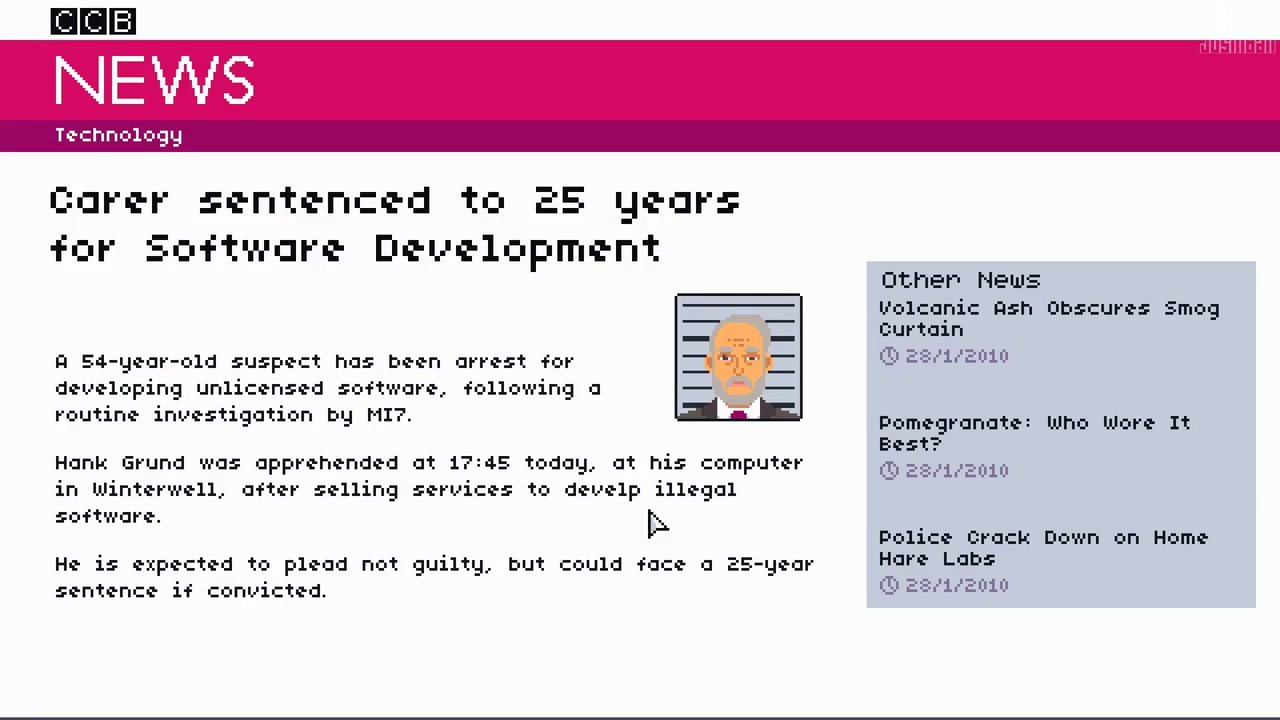 CCB
NEWS
Technology
Carer sentenced to 25 years
for Software Development
A 54-year-old suspect has been arrest for
developing unlicensed software, following a
routine investigation by MI7.
Hank Grund was apprehended at 17:45 today, at his computer
in Winterwell, after selling services to develp illegal
software.
He is expected to plead not guilty, but could face a 25-year
sentence if convicted.
Other News
Volcanic Ash Obscures Smog
Curtain
28/1/2010
Pomegranate: Who Wore It
Best?
28/1/2010
Police Crack Down on Home
Hare Labs
28/1/2010